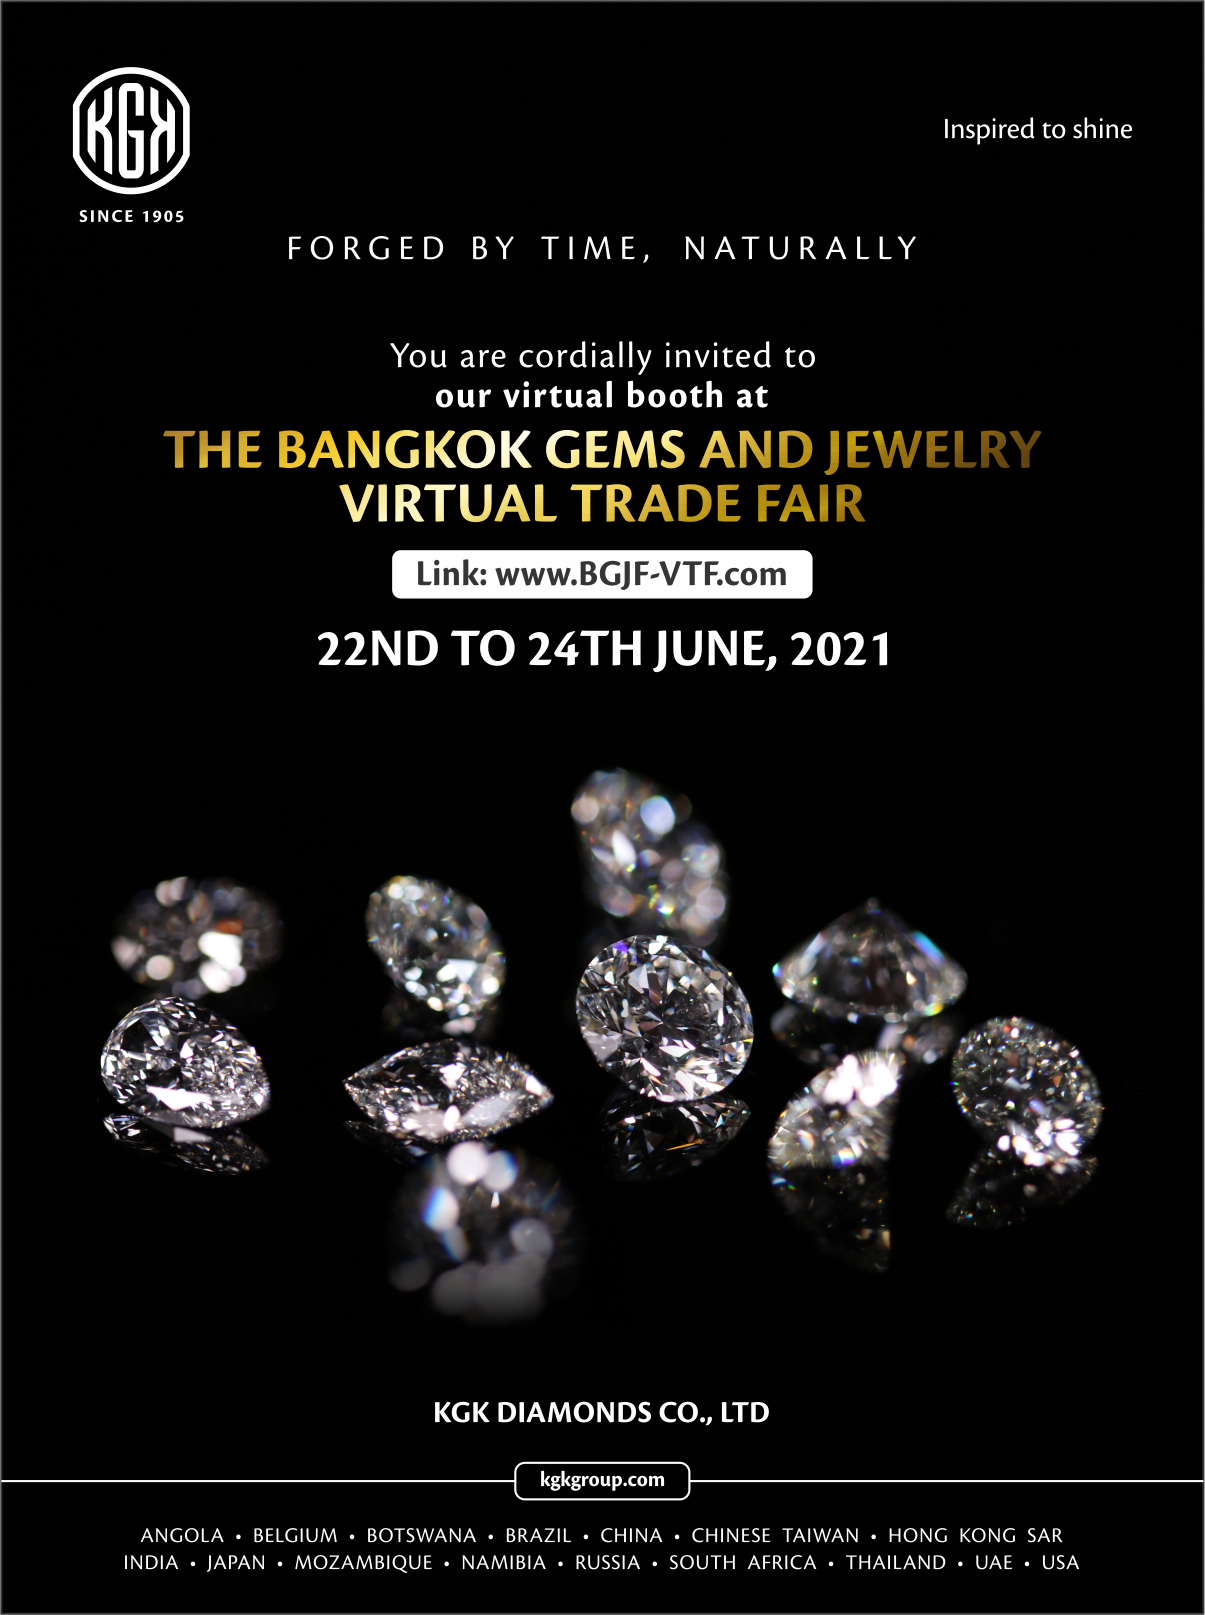 KGK
SINCE 1905
Inspired to shine
FORGED BY TIME, NATURALLY
You are cordially invited to
our virtual booth at
THE BANGKOK GEMS AND JEWELRY
VIRTUAL TRADE FAIR
Link: www.BGJF-VTF.com
22ND TO 24TH JUNE, 2021
KGK DIAMONDS CO., LTD
kgkgroup.com
ANGOLA • BELGIUM • BOTSWANA • BRAZIL • CHINA • CHINESE TAIWAN • HONG KONG SAR
INDIA • JAPAN • MOZAMBIQUE • NAMIBIA • RUSSIA • SOUTH AFRICA • THAILAND • UAE • USA